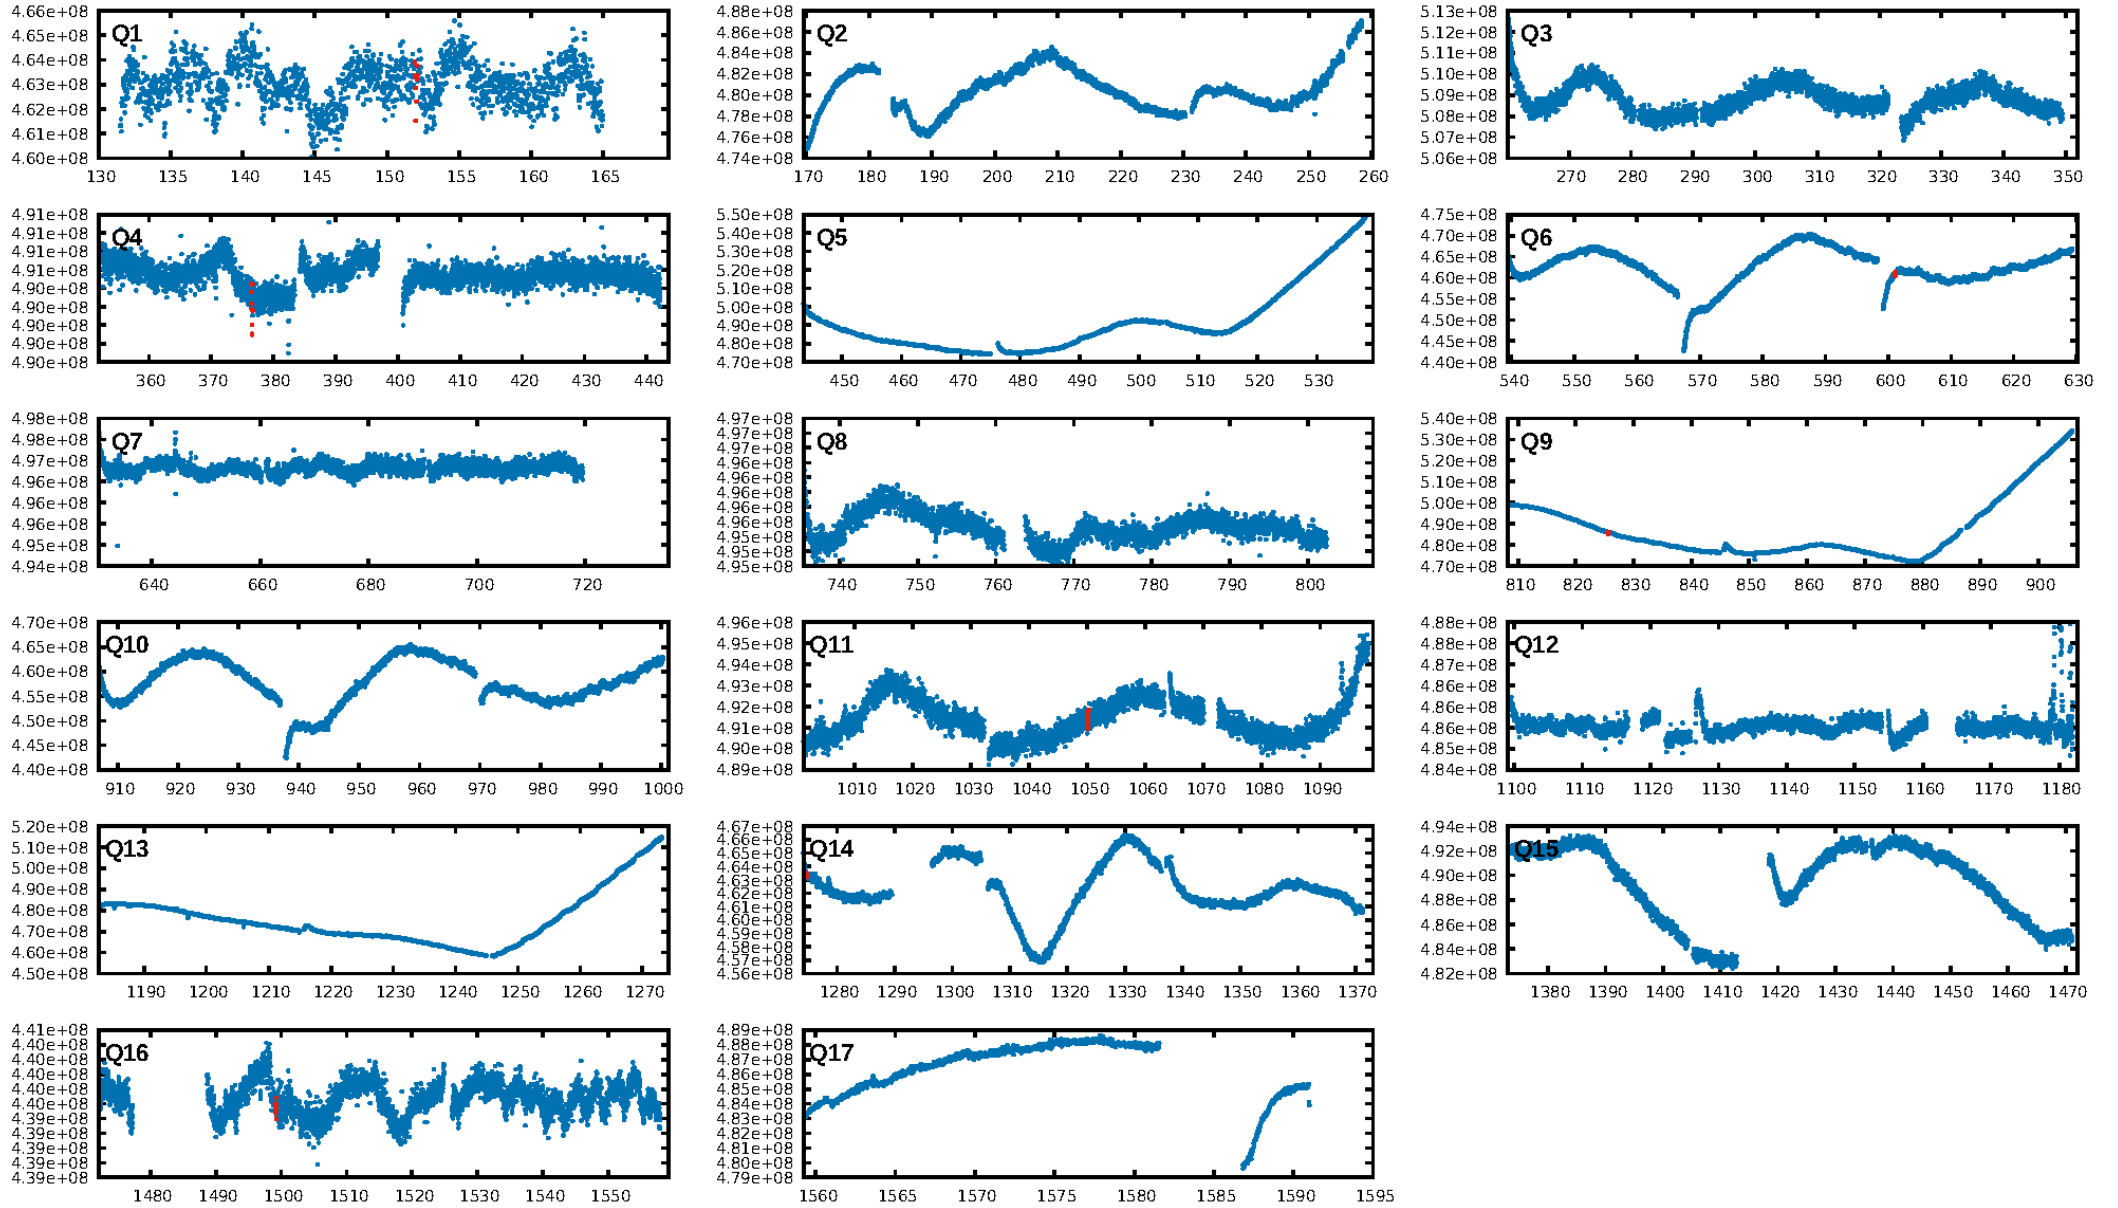 4.66e+08
4.65e+08
4.64e+08
4.63e+08
4.62e+08
4.61e+08
4.60e+08
Q1
130 135 140 145 150 155 160 165
4.88e+08
4.86e+08
4.84e+08
4.82e+08
4.80e+08
4.78e+08
4.76e+08
4.74e+08
Q2
170 180 190 200 210 220 230 240 250 260
5.13e+08
5.11e+08
5.10e+08
5.09e+08
5.08e+08
5.07e+08
5.06e+08
Q3
270 280 290 300 310 320 330 340 350
4.91e+08
4.91e+08
4.91e+08
4.91e+08
4.90e+08
4.90e+08
4.90e+08
4.90e+08
4.90e+08
Q4
360 370 380 390 400 410 420 430 440
5.50e+08
5.40e+08
5.30e+08
5.20e+08
5.10e+08
5.00e+08
4.90e+08
4.80e+08
4.70e+08
Q5
450 460 470 480 490 500 510 520 530
4.75e+08
4.70e+08
4.65e+08
4.60e+08
4.55e+08
4.50e+08
4.45e+08
4.40e+08
Q6
540 550 560 570 580 590 600 610 620 630
4.98e+08
4.98e+08
4.97e+08
4.96e+08
4.96e+08
4.96e+08
4.95e+08
4.94e+08
Q7
640 660 680 700 720
4.97e+08
4.97e+08
4.97e+08
4.96e+08
4.96e+08
4.96e+08
4.96e+08
4.96e+08
4.95e+08
4.95e+08
4.95e+08
Q8
740 750 760 770 780 790 800
5.40e+08
5.30e+08
5.20e+08
5.10e+08
5.00e+08
4.90e+08
4.80e+08
4.70e+08
Q9
810 820 830 840 850 860 870 880 890 900
4.70e+08
4.65e+08
4.60e+08
4.55e+08
4.50e+08
4.45e+08
4.40e+08
Q10
910 920 930 940 950 960 970 980 990 1000
4.96e+08
4.95e+08
4.94e+08
4.93e+08
4.92e+08
4.91e+08
4.90e+08
4.89e+08
Q11
1010 1020 1030 1040 1050 1060 1070 1080 1090
4.88e+08
4.88e+08
4.87e+08
4.86e+08
4.86e+08
4.86e+08
4.85e+08
4.84e+08
Q12
1100 1110 1120 1130 1140 1150 1160 1170 1180
5.20e+08
5.10e+08
5.00e+08
4.90e+08
4.80e+08
4.70e+08
4.60e+08
4.50e+08
Q13
1190 1200 1210 1220 1230 1240 1250 1260 1270
4.67e+08
4.66e+08
4.65e+08
4.64e+08
4.63e+08
4.62e+08
4.61e+08
4.60e+08
4.59e+08
4.58e+08
4.57e+08
4.56e+08
Q14
1280 1290 1300 1310 1320 1330 1340 1350 1360 1370
4.94e+08
4.92e+08
4.90e+08
4.88e+08
4.86e+08
4.84e+08
4.82e+08
Q15
1380 1390 1400 1410 1420 1430 1440 1450 1460 1470
4.41e+08
4.40e+08
4.40e+08
4.40e+08
4.40e+08
4.40e+08
4.39e+08
4.39e+08
4.39e+08
4.39e+08
4.39e+08
Q16
1480 1490 1500 1510 1520 1530 1540 1550
4.89e+08
4.88e+08
4.87e+08
4.86e+08
4.85e+08
4.84e+08
4.83e+08
4.82e+08
4.81e+08
4.80e+08
4.79e+08
Q17
1560 1565 1570 1575 1580 1585 1590 1595